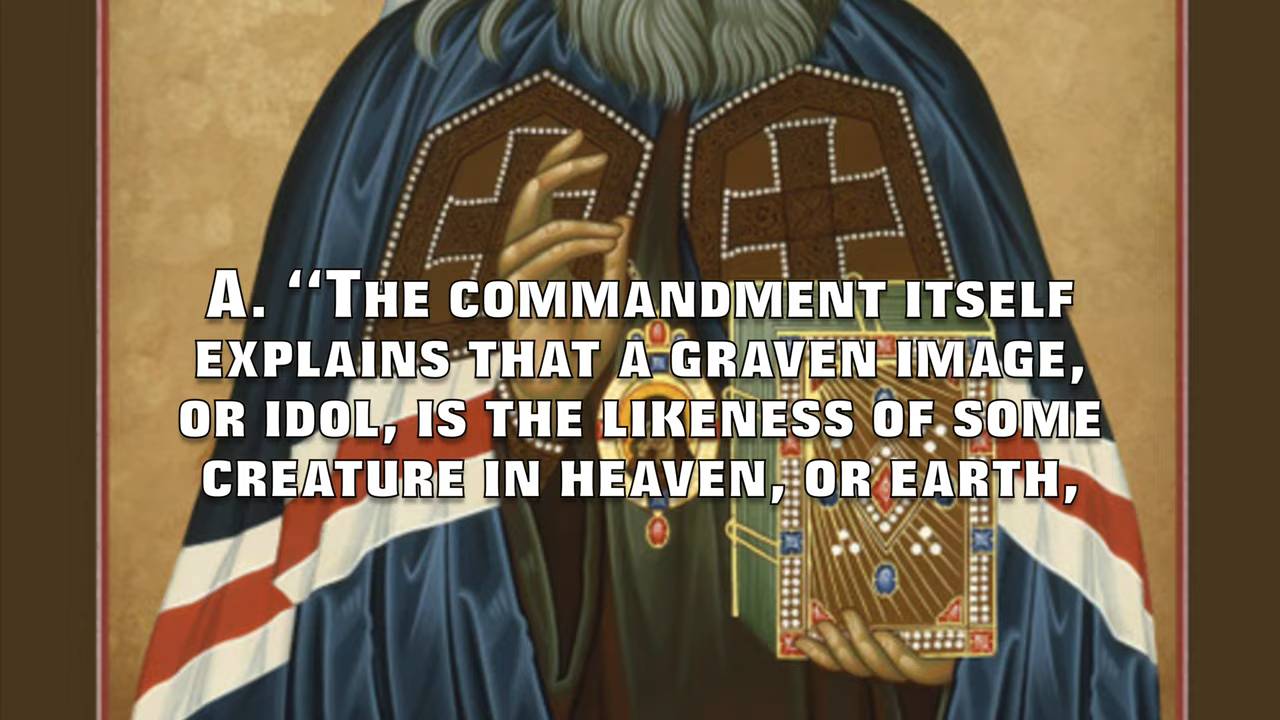 A. “The commandment itself
explains that a graven image,
or idol, is the likeness of some
creature in heaven, or earth,